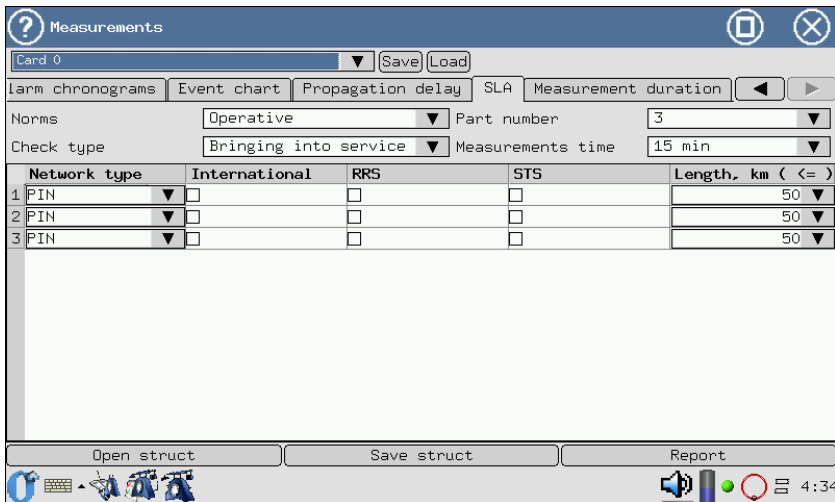 ? Measurements
Card 0 Save Load
larm chronograms Event chart Propagation delay SLA Measurement duration
Norms Operative Part number 3
Check type Bringing into service Measurements time 15 min
Network type International RRS STS Length, km ( <= )
1 PIN 50
2 PIN 50
3 PIN 50
Open struct Save struct Report
4:34